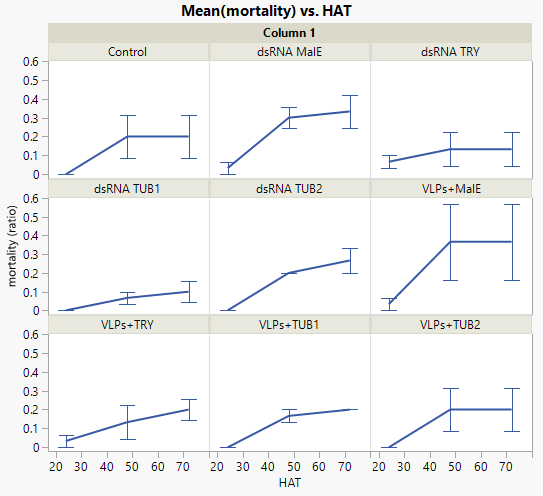 Mean(mortality) vs. HAT
Column 1
Control dsRNA MalE dsRNA TRY
0.6
0.5
0.4
0.3
0.2
0.1
0
dsRNA TUB1 dsRNA TUB2 VLPs+MalE
0.6
0.5
0.4
0.3
0.2
0.1
0
mortality (ratio)
VLPs+TRY VLPs+TUB1 VLPs+TUB2
0.6
0.5
0.4
0.3
0.2
0.1
0
20 30 40 50 60 70 20 30 40 50 60 70 20 30 40 50 60 70
HAT